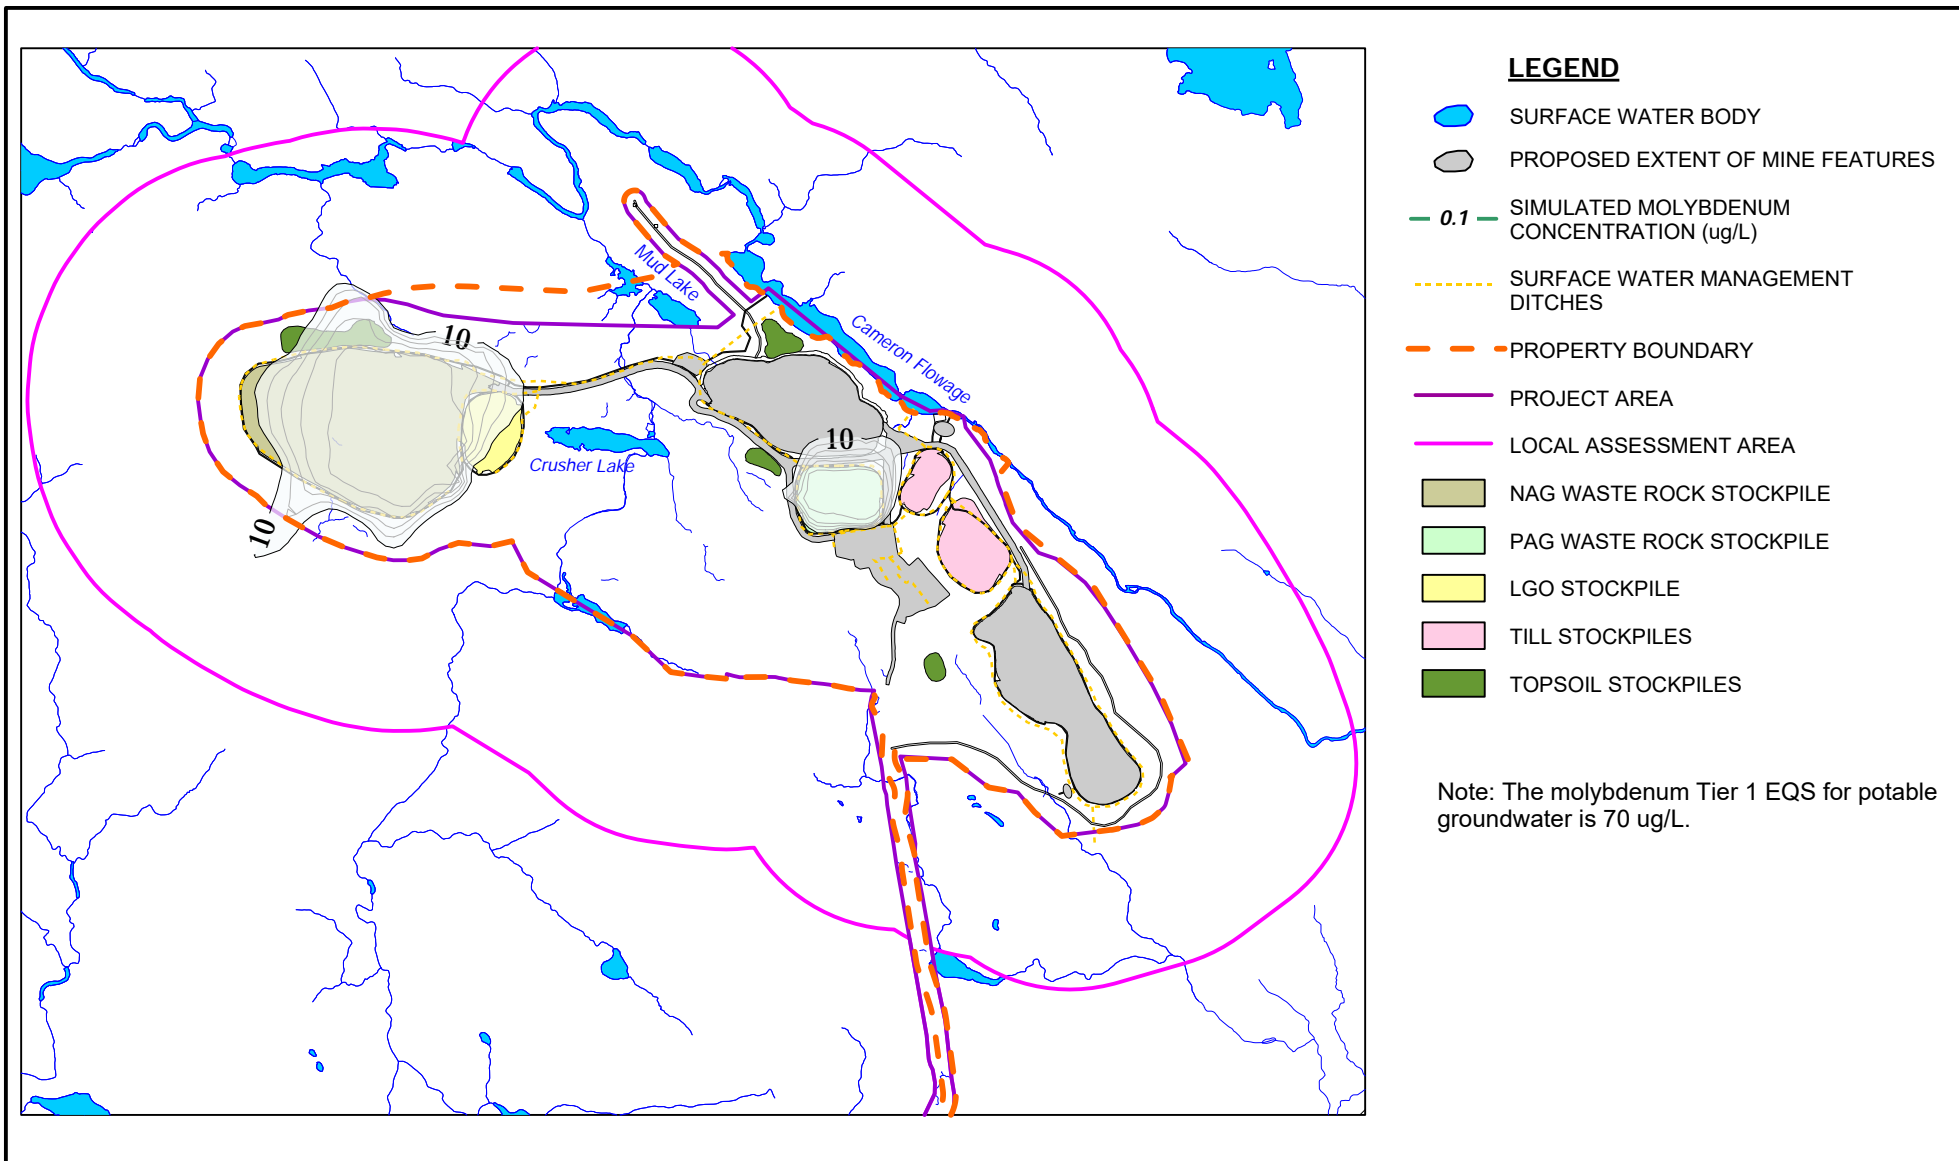 LEGEND
SURFACE WATER BODY
PROPOSED EXTENT OF MINE FEATURES
0.1
SIMULATED MOLYBDENUM
CONCENTRATION (ug/L)
SURFACE WATER MANAGEMENT
DITCHES
PROPERTY BOUNDARY
PROJECT AREA
LOCAL ASSESSMENT AREA
NAG WASTE ROCK STOCKPILE
PAG WASTE ROCK STOCKPILE
LGO STOCKPILE
TILL STOCKPILES
TOPSOIL STOCKPILES
Note: The molybdenum Tier 1 EQS for potable
groundwater is 70 ug/L.
Mud Lake
Cameron Flowage
10
10
Crusher Lake
10